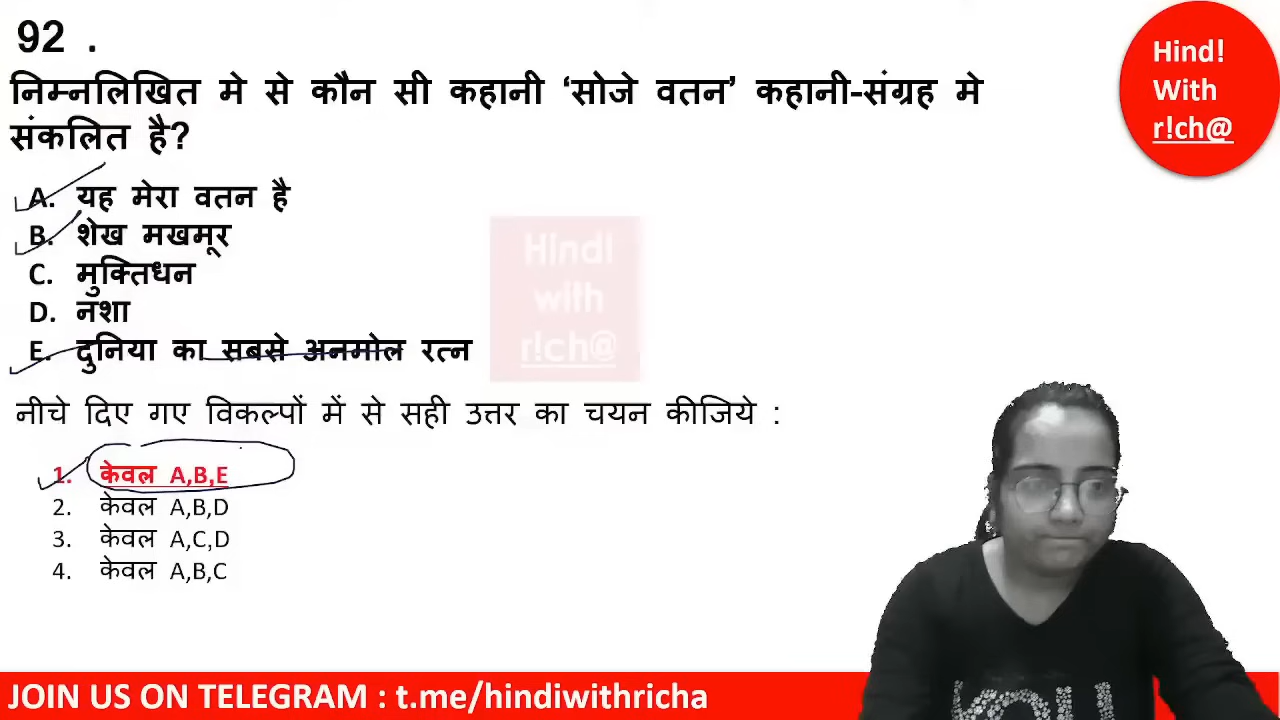 92 .
Hind!
With
r!ch@
निम्नलिखित मे से कौन सी कहानी ‘सोजे वतन’ कहानी-संग्रह मे
संकलित है?
A. यह मेरा वतन है
B. शेख मखमूर
C. मुक्तिधन
D. नशा
E. दुनिया का सबसे अनमोल रत्न
Hind!
with
r!ch@
नीचे दिए गए विकल्पों में से सही उत्तर का चयन कीजिये :
1. केवल A,B,E
2. केवल A,B,D
3. केवल A,C,D
4. केवल A,B,C
JOIN US ON TELEGRAM : t.me/hindiwithricha